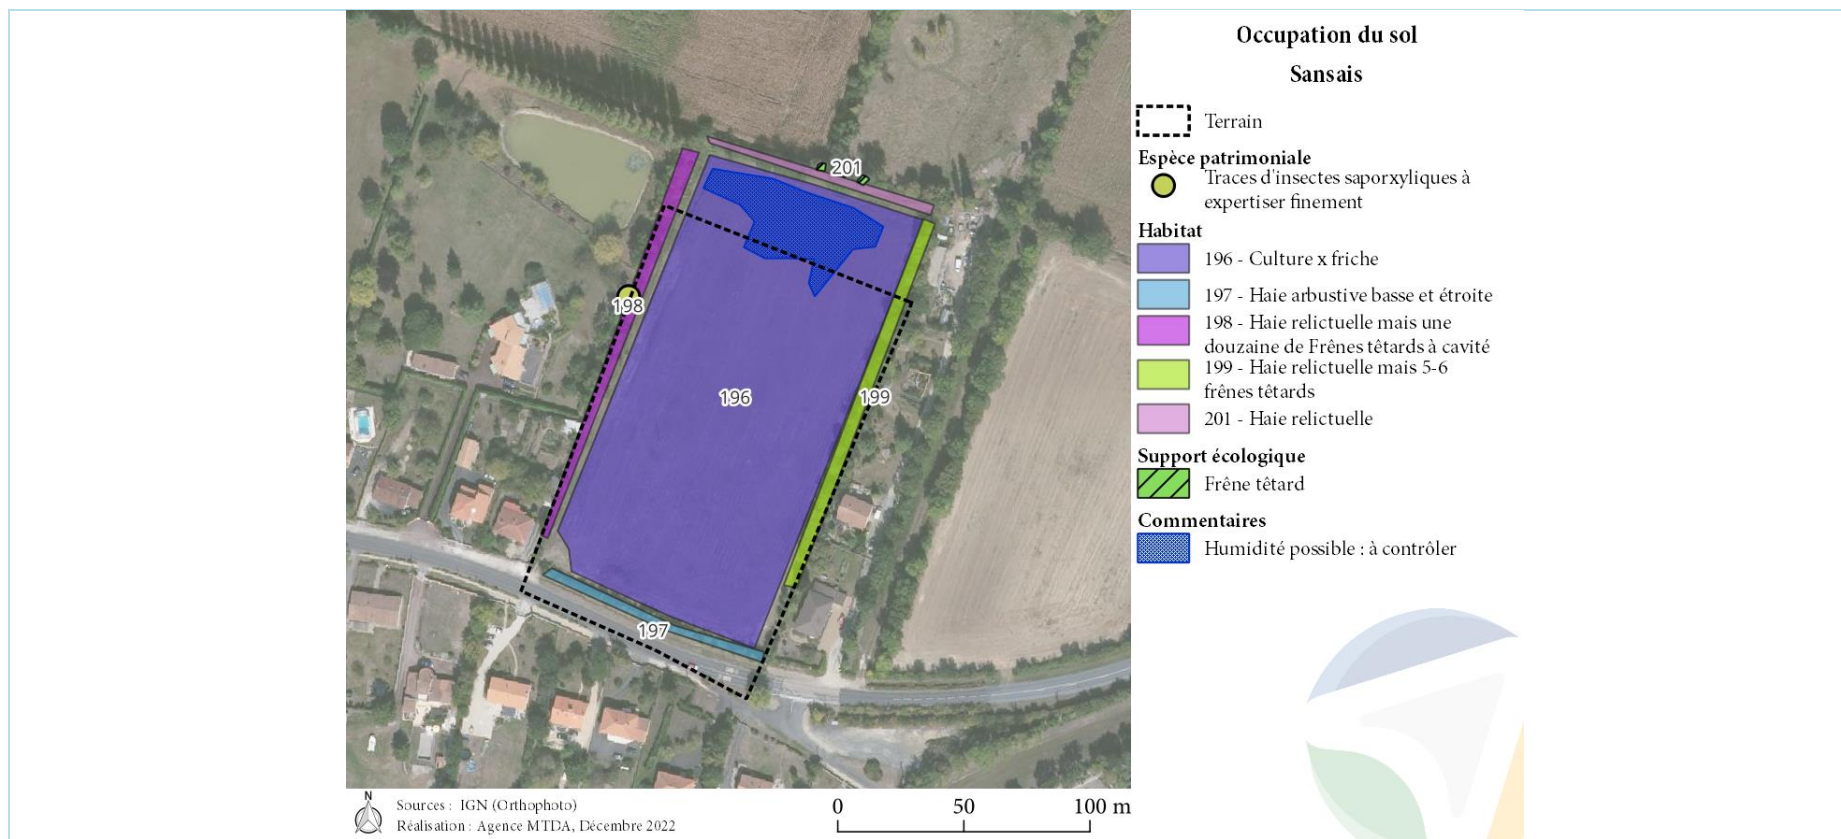 Occupation du sol
Sansais
Terrain
Espèce patrimoniale
Traces d'insectes saporxyliques à
expertiser finement
Habitat
196 - Culture x friche
197 - Haie arbustive basse et étroite
198 - Haie relictuelle mais une
douzaine de Frênes têtards à cavité
199 - Haie relictuelle mais 5-6
frênes têtards
201 - Haie relictuelle
Support écologique
Frêne têtard
Commentaires
Humidité possible : à contrôler
201
198
196
199
197
N
Sources : IGN (Orthophoto)
Réalisation : Agence MTDA, Décembre 2022
0 50 100 m